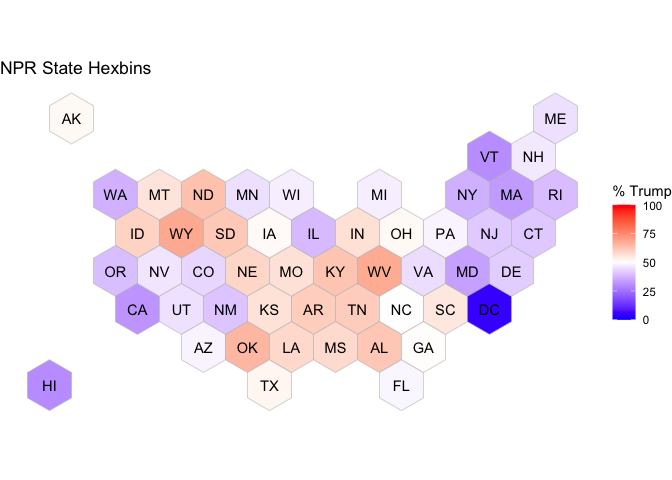 NPR State Hexbins
AK
ME
VT NH
WA MT ND MN WI MI NY MA RI
ID WY SD IA IL IN OH PA NJ CT
OR NV CO NE MO KY WV VA MD DE
CA UT NM KS AR TN NC SC DC
AZ OK LA MS AL GA
HI TX FL
% Trump
100
75
50
25
0